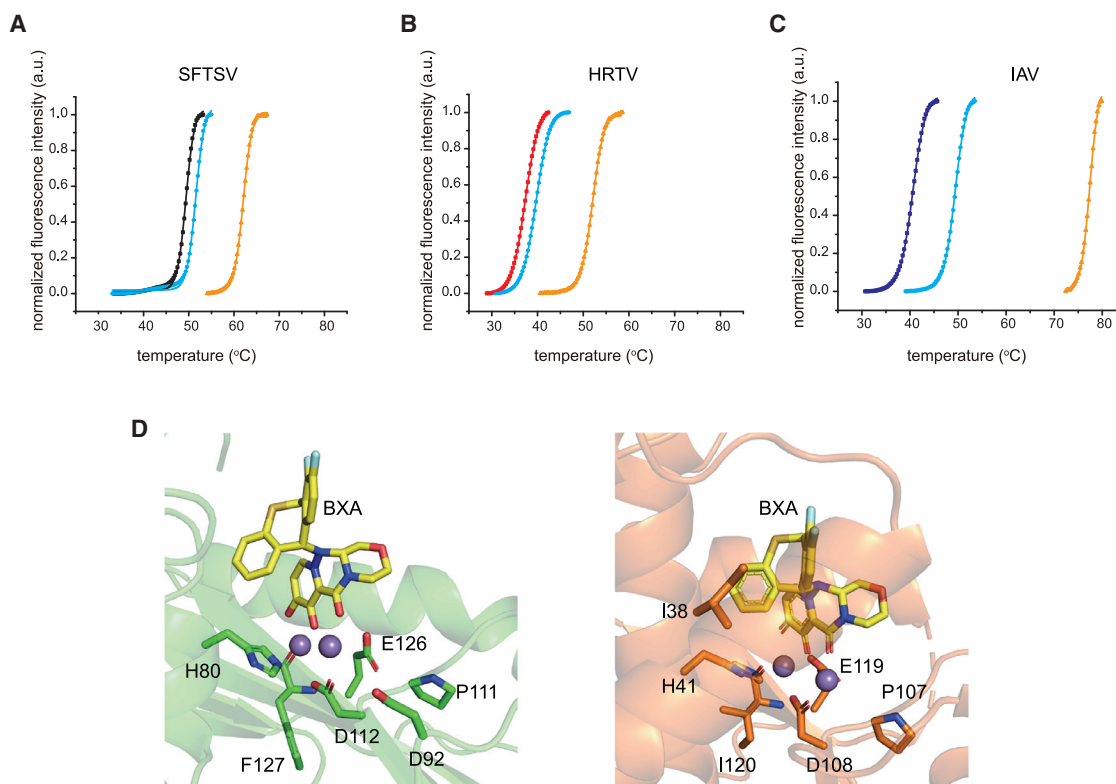 A
SFTSV
normalized fluorescence intensity (a.u.)
1.0
0.8
0.6
0.4
0.2
0.0
30 40 50 60 70 80
temperature (°C)
B
HRTV
normalized fluorescence intensity (a.u.)
1.0
0.8
0.6
0.4
0.2
0.0
30 40 50 60 70 80
temperature (°C)
C
IAV
normalized fluorescence intensity (a.u.)
1.0
0.8
0.6
0.4
0.2
0.0
30 40 50 60 70 80
temperature (°C)
D
BXA
E126
H80
P111
D112
D92
F127
BXA
I38
E119
H41
P107
I120
D108